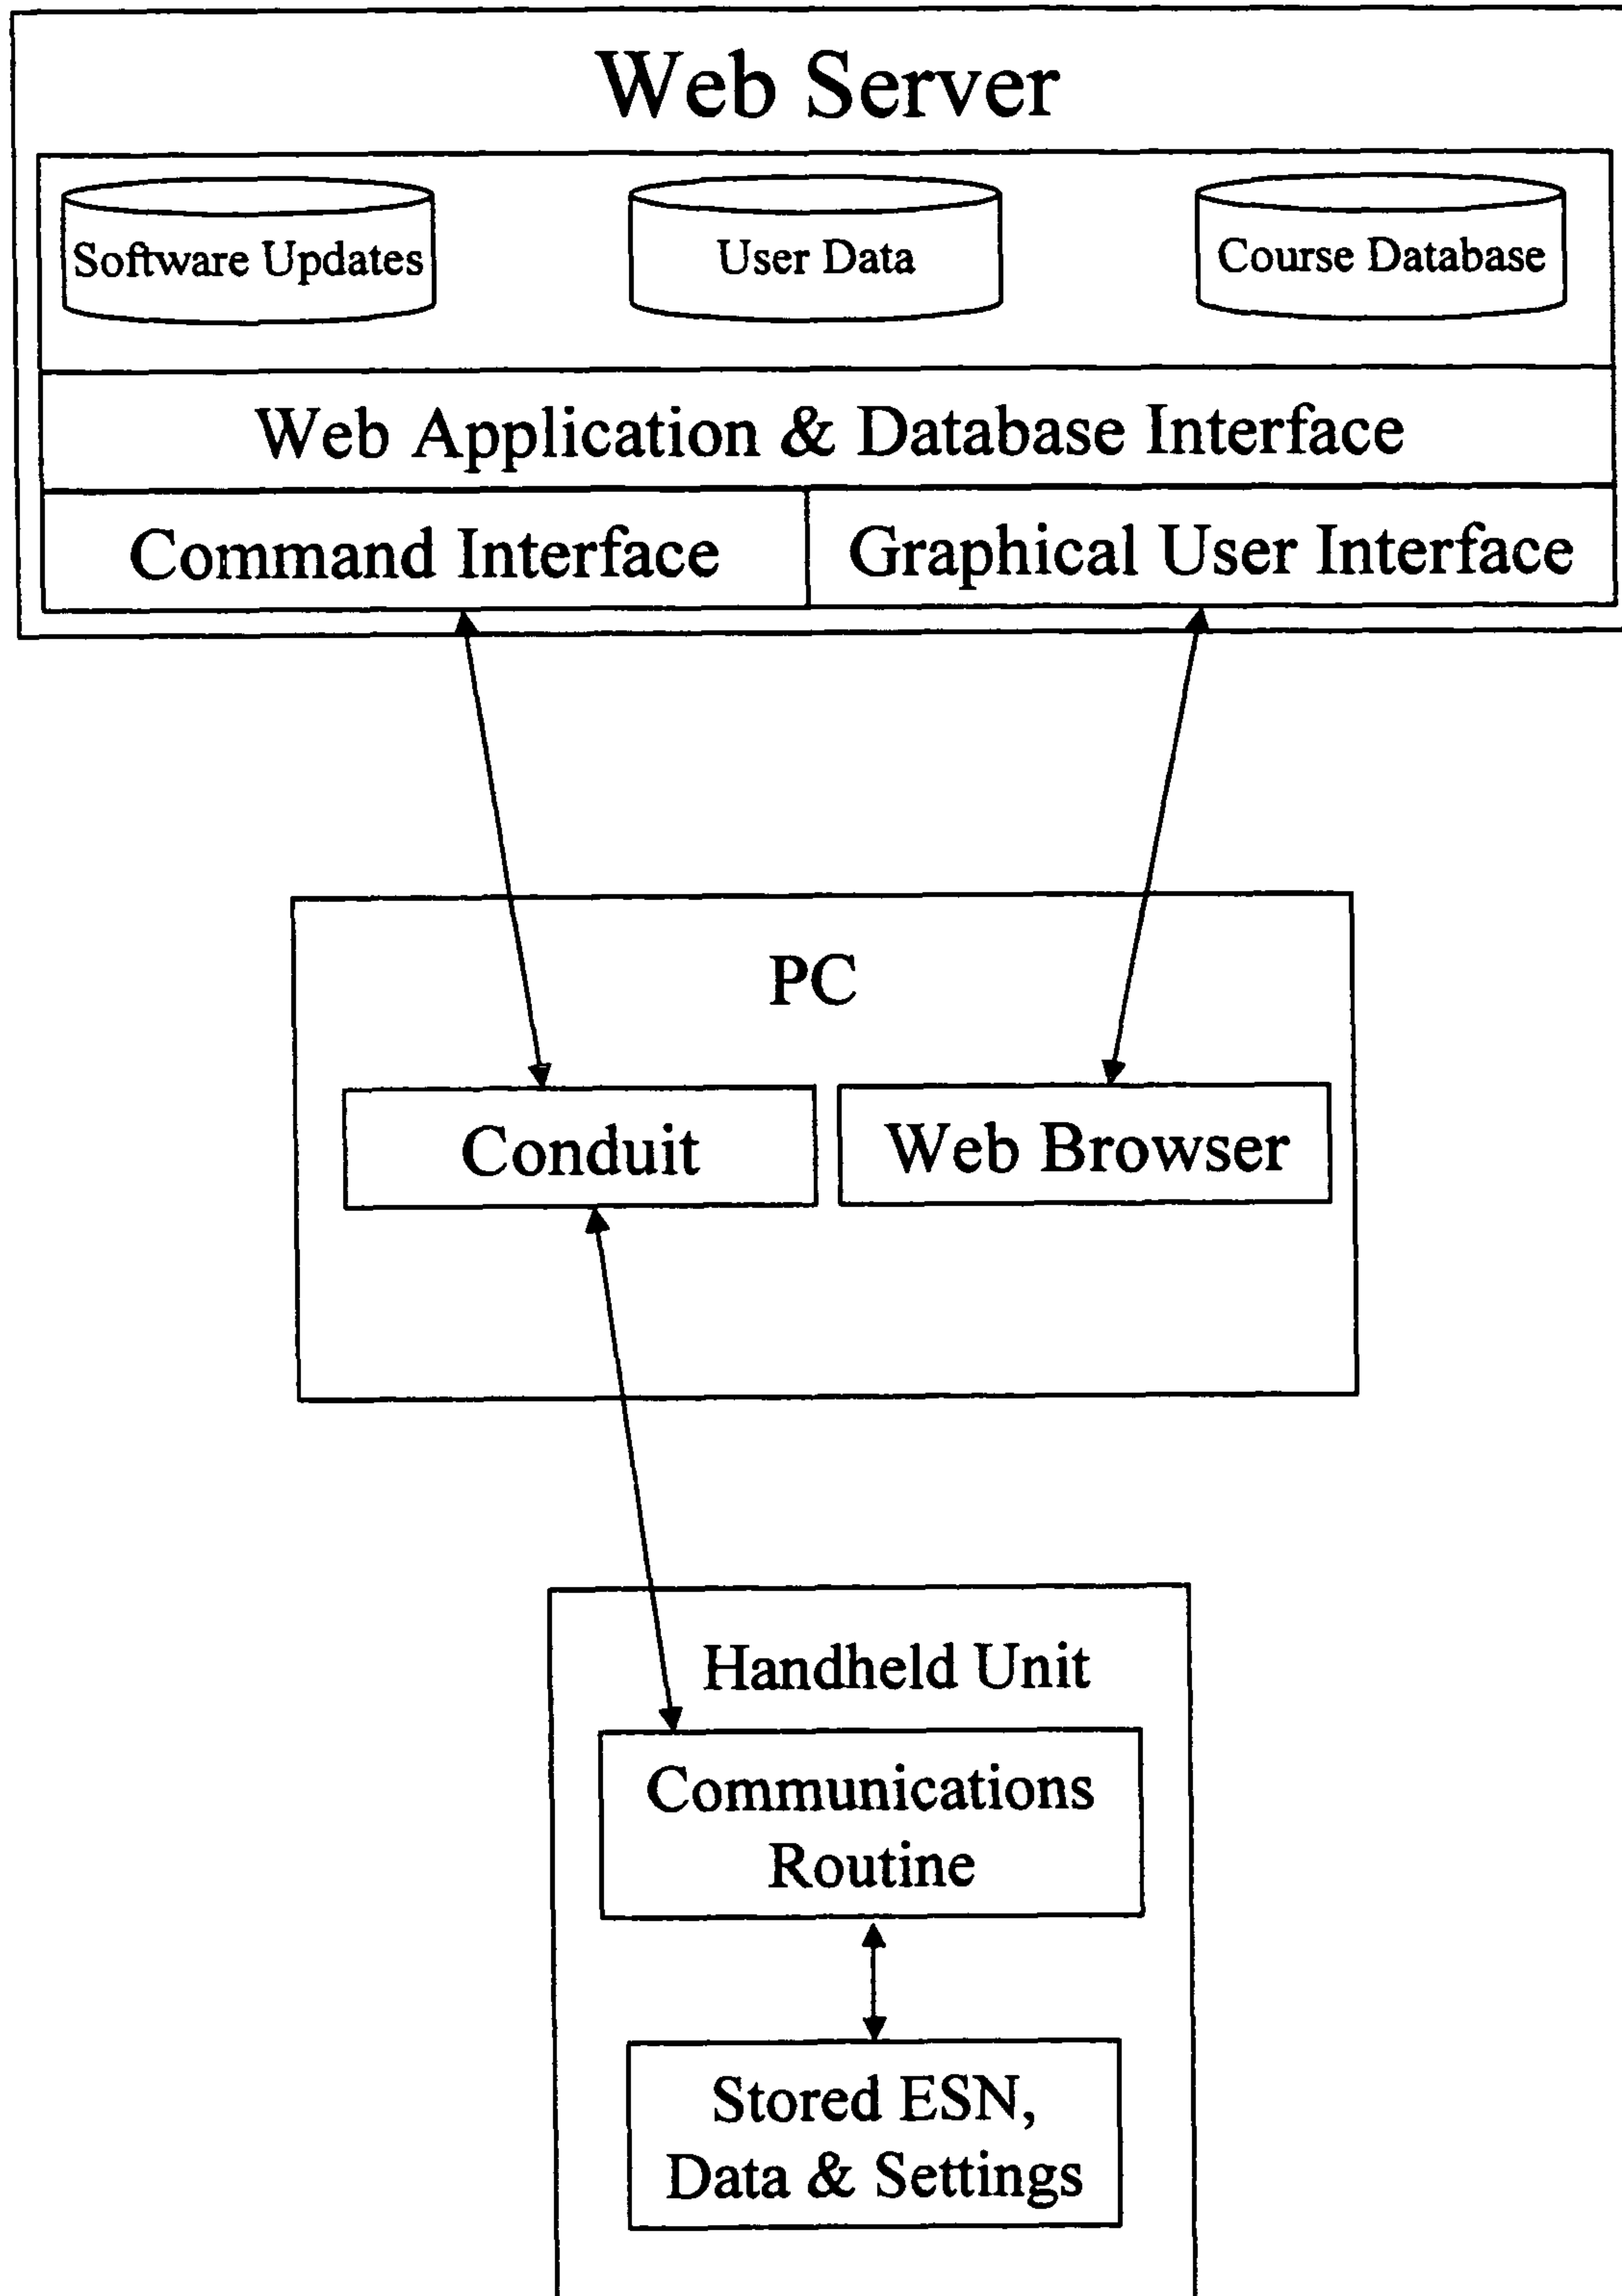 Web Server
Software Updates
User Data
Course Database
Web Application & Database Interface
Command Interface
Graphical User Interface
PC
Conduit
Web Browser
Handheld Unit
Communications
Routine
Stored ESN,
Data & Settings